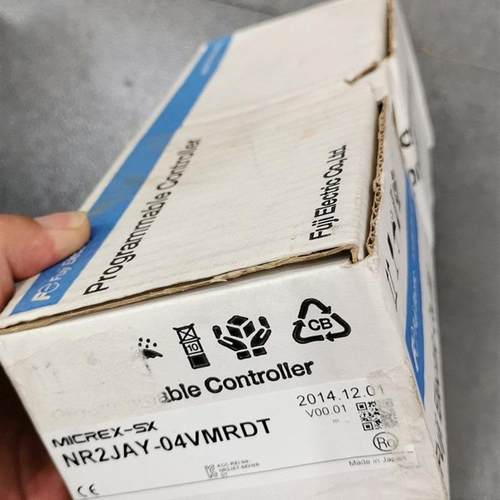 Programmable Controller
Fuji Electric Co.,Ltd.
10
CB
able Controller
2014.12.01
V00.01
MICREX-SX
NR2JAY-04VMRDT
Made in Japan
CE